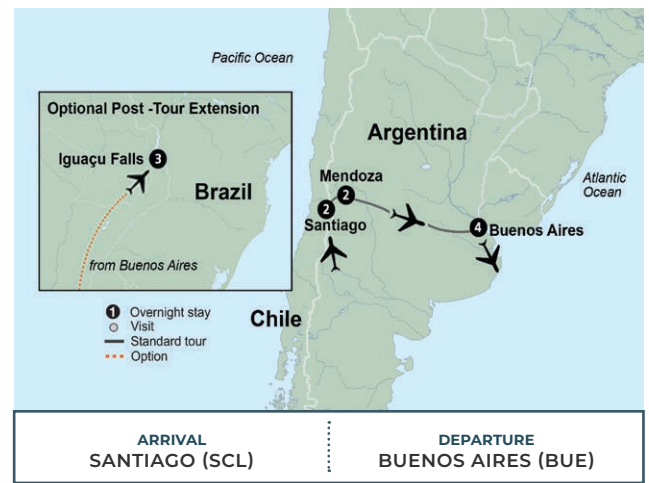 Pacific Ocean
Optional Post -Tour Extension
Iguaçu Falls 3
Brazil
from Buenos Aires
Argentina
Mendoza
2
2
Santiago
Atlantic
Ocean
4 Buenos Aires
Chile
1 Overnight stay
Visit
Standard tour
Option
ARRIVAL
SANTIAGO (SCL)
DEPARTURE
BUENOS AIRES (BUE)